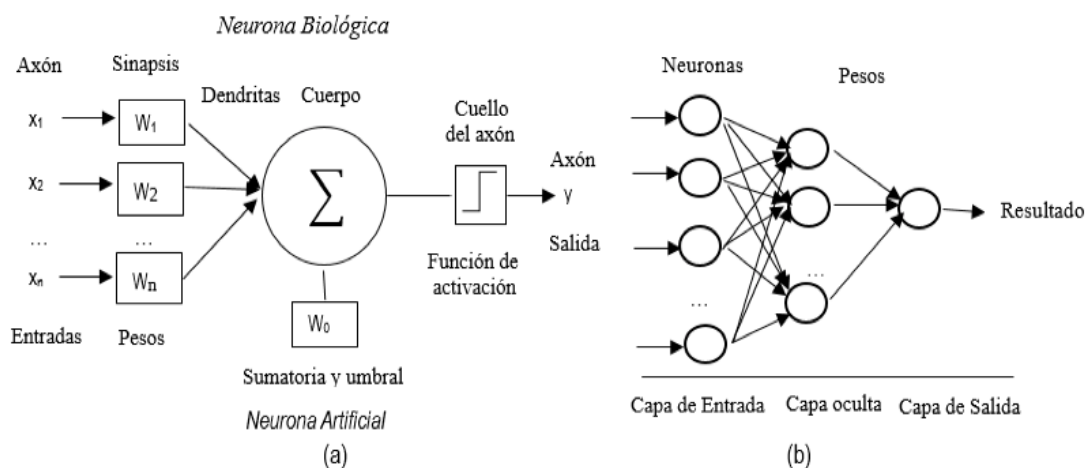 Neurona Biológica
Axón
Sinapsis
Dendritas
Cuerpo
Cuello
del axón
Axón
x1
W1
x2
W2
...
...
xn
Wn
∑
y
Salida
Función de
activación
W0
Entradas
Pesos
Sumatoria y umbral
Neurona Artificial
(a)
Neuronas
Pesos
Resultado
...
...
Capa de Entrada
Capa oculta
Capa de Salida
(b)